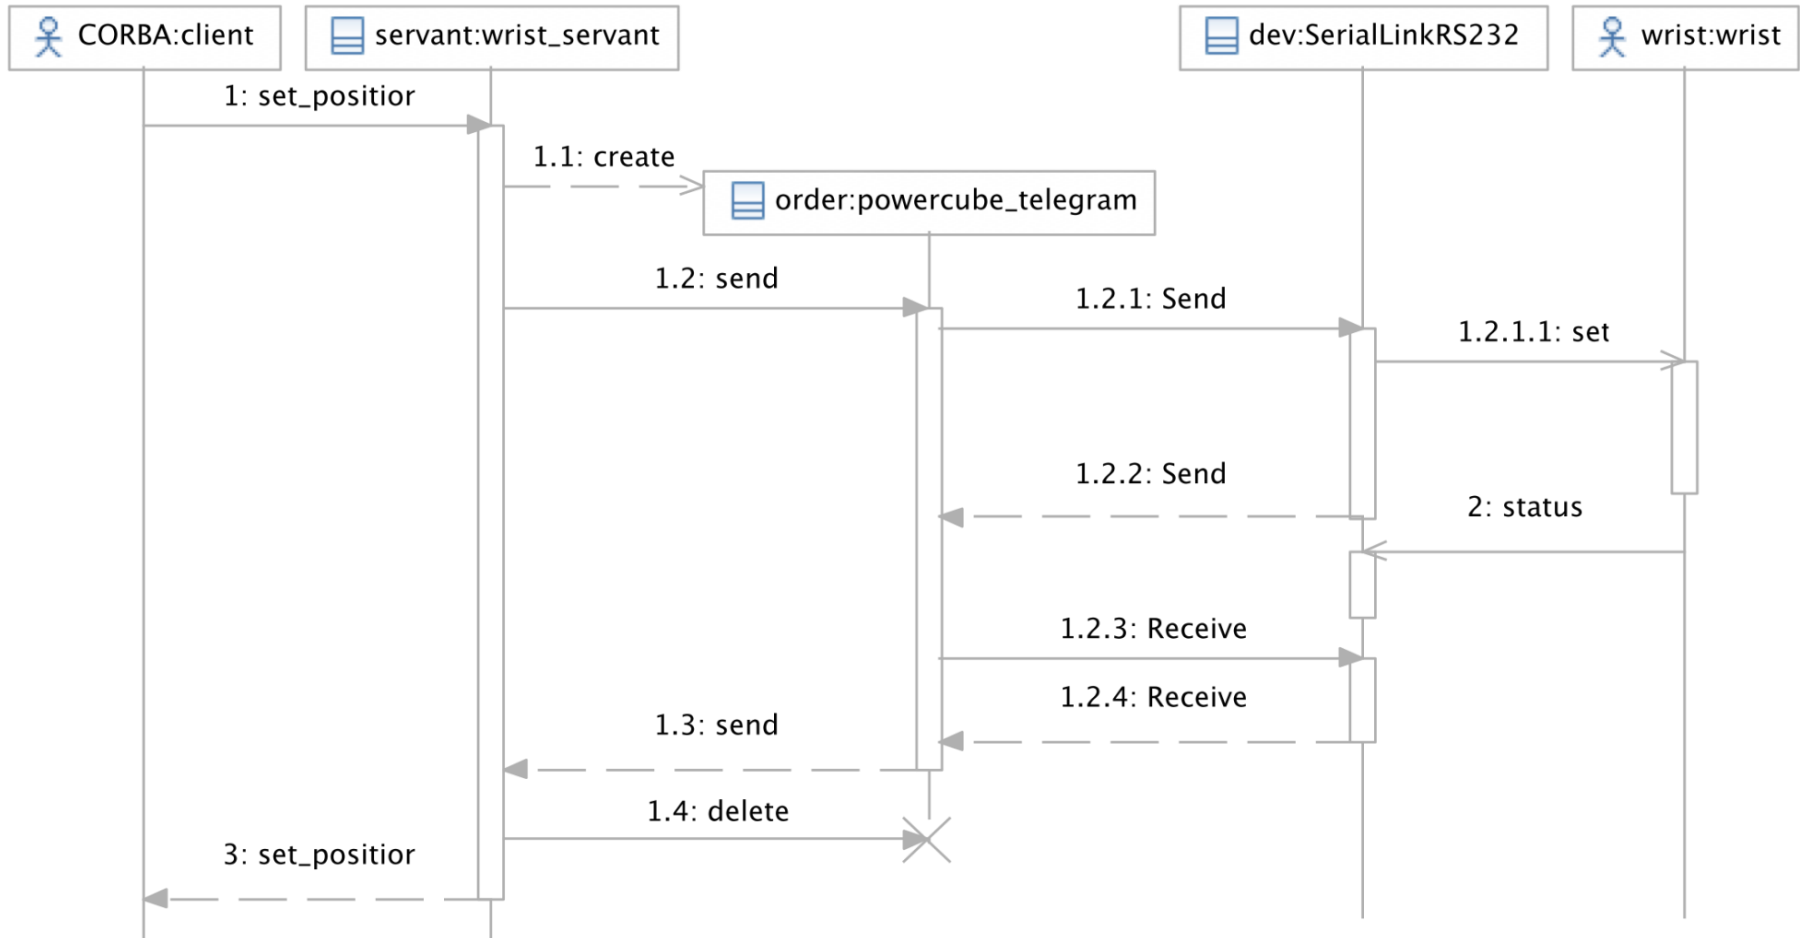 CORBA:client
servant:wrist_servant
dev:SerialLinkRS232
wrist:wrist
1: set_positior
1.1: create
order:powercube_telegram
1.2: send
1.2.1: Send
1.2.1.1: set
1.2.2: Send
2: status
1.2.3: Receive
1.2.4: Receive
1.3: send
1.4: delete
3: set_positior